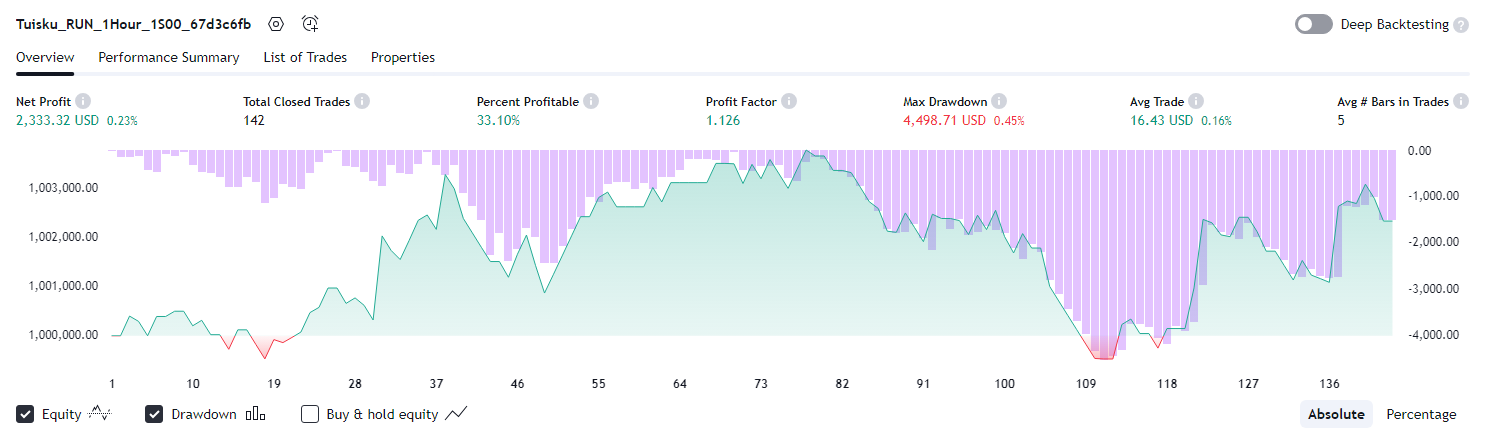 Tuisku_RUN_1Hour_1S00_67d3c6fb
Deep Backtesting ?
Overview Performance Summary List of Trades Properties
Net Profit i Total Closed Trades i Percent Profitable i Profit Factor i Max Drawdown i Avg Trade i Avg # Bars in Trades i
2,333.32 USD 0.23% 142 33.10% 1.126 4,498.71 USD 0.45% 16.43 USD 0.16% 5
0.00
1,003,000.00 -1,000.00
1,002,000.00 -2,000.00
1,001,000.00 -3,000.00
1,000,000.00 -4,000.00
1 10 19 28 37 46 55 64 73 82 91 100 109 118 127 136
Equity Drawdown Buy & hold equity Absolute Percentage